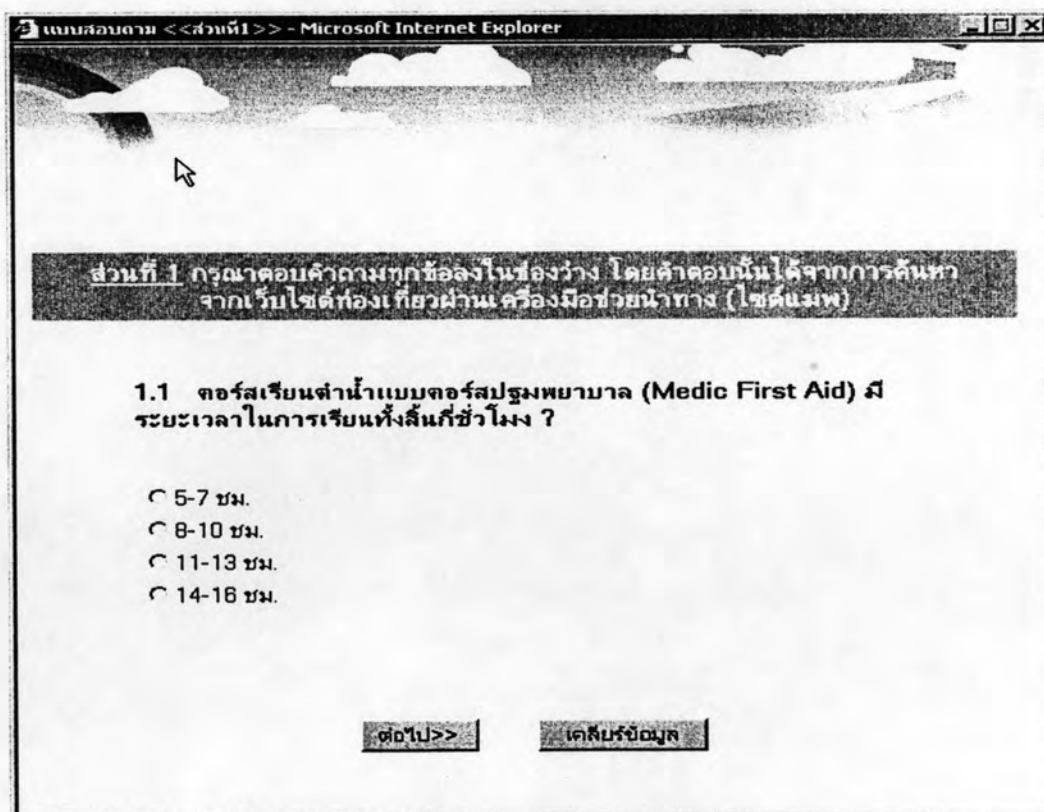 แบบสอบถาม <<ส่วนที่1>> - Microsoft Internet Explorer
ส่วนที่ 1 กรุณาตอบคำถามทุกข้อลงในช่องว่าง โดยคำตอบนั้นได้จากการค้นหา
จากเว็บไซต์ท่องเที่ยวผ่านเครื่องมือช่วยนำทาง (ไซต์แมพ)
1.1 คอร์สเรียนดำน้ำแบบคอร์สปฐมพยาบาล (Medic First Aid) มี
ระยะเวลาในการเรียนทั้งสิ้นกี่ชั่วโมง ?
5-7 ชม.
8-10 ชม.
11-13 ชม.
14-16 ชม.
ต่อไป>> เคลียร์ข้อมูล